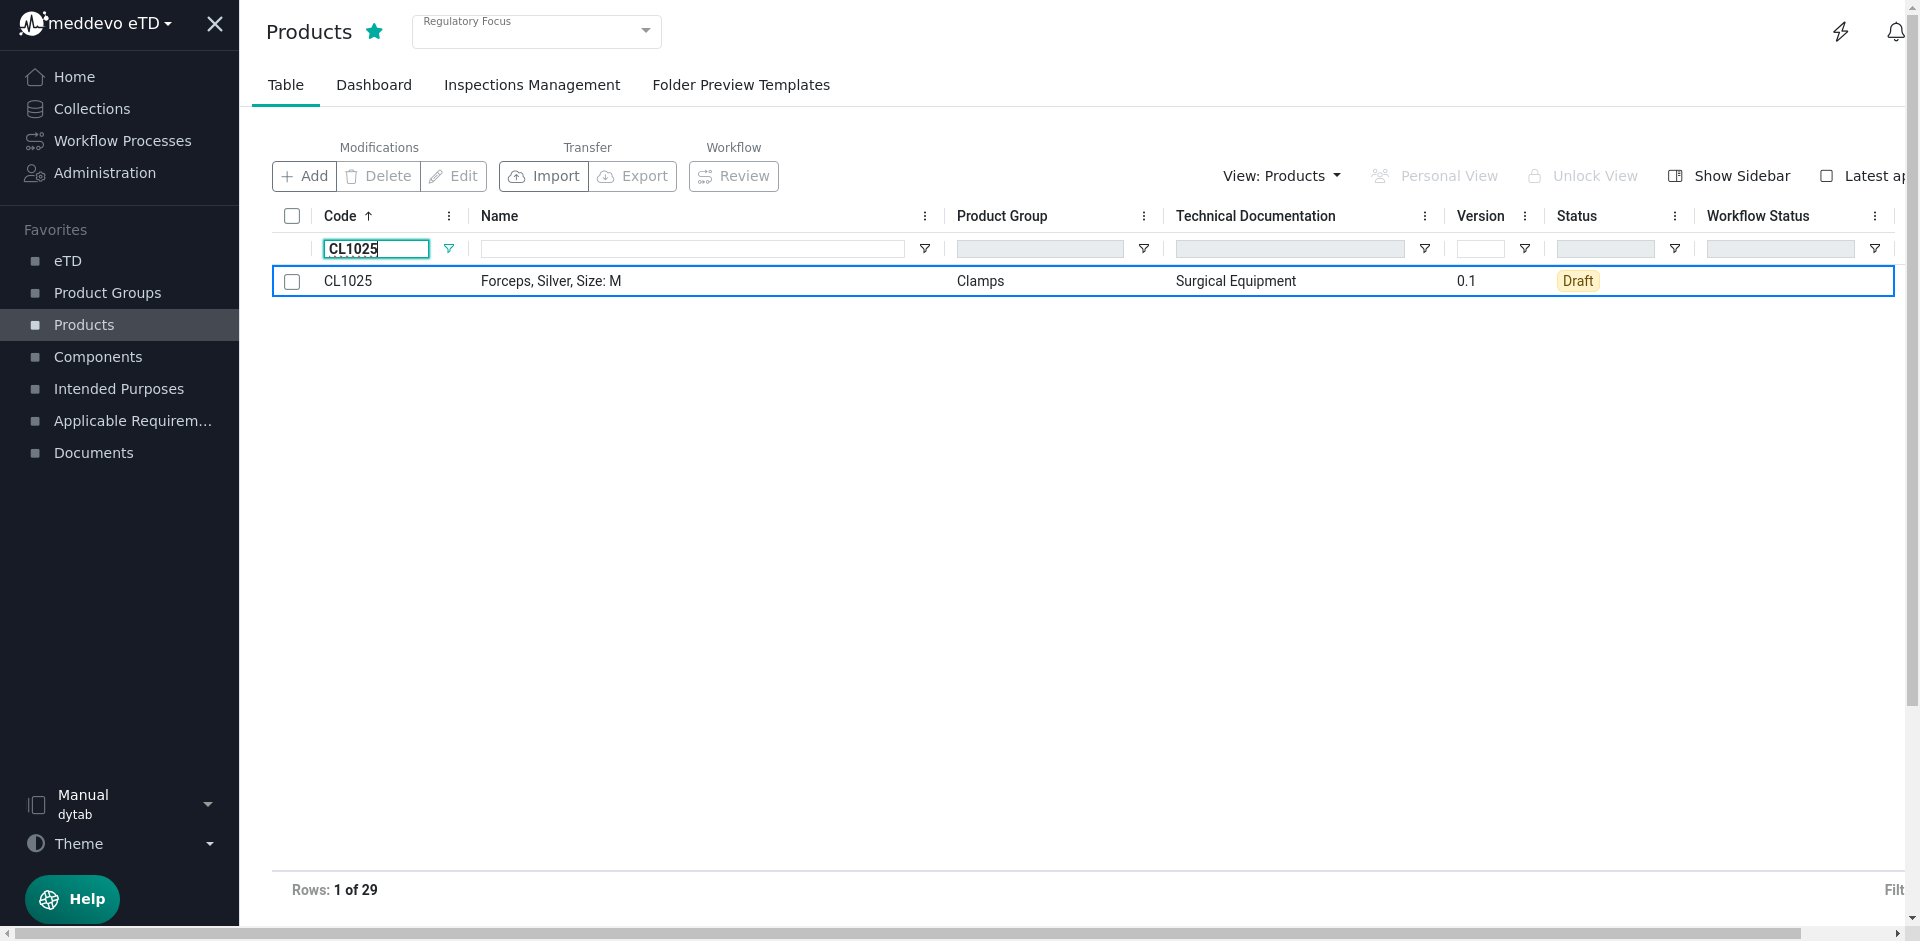 meddevo eTD
Home
Collections
Workflow Processes
Administration
Favorites
eTD
Product Groups
Products
Components
Intended Purposes
Applicable Requirem...
Documents
Manual
dytab
Theme
Help
Products
Regulatory Focus
Table Dashboard Inspections Management Folder Preview Templates
Modifications Transfer Workflow
Add Delete Edit Import Export Review View: Products Personal View Unlock View Show Sidebar Latest ap
Code Name Product Group Technical Documentation Version Status Workflow Status
CL1025
CL1025 Forceps, Silver, Size: M Clamps Surgical Equipment 0.1 Draft
Rows: 1 of 29 Filt